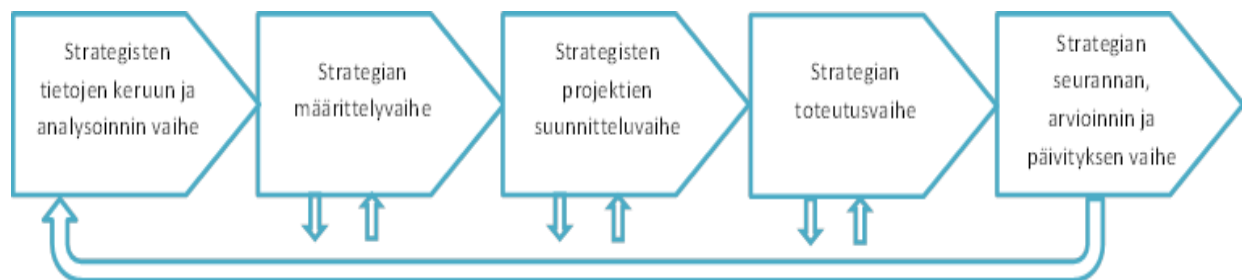 Strategisten
tietojen keruun ja
analysoinnin vaihe
Strategian
määrittelyvaihe
Strategisten
projektien
suunnitteluvaihe
Strategian
toteutusvaihe
Strategian
seurannan,
arvioinnin ja
päivityksen vaihe